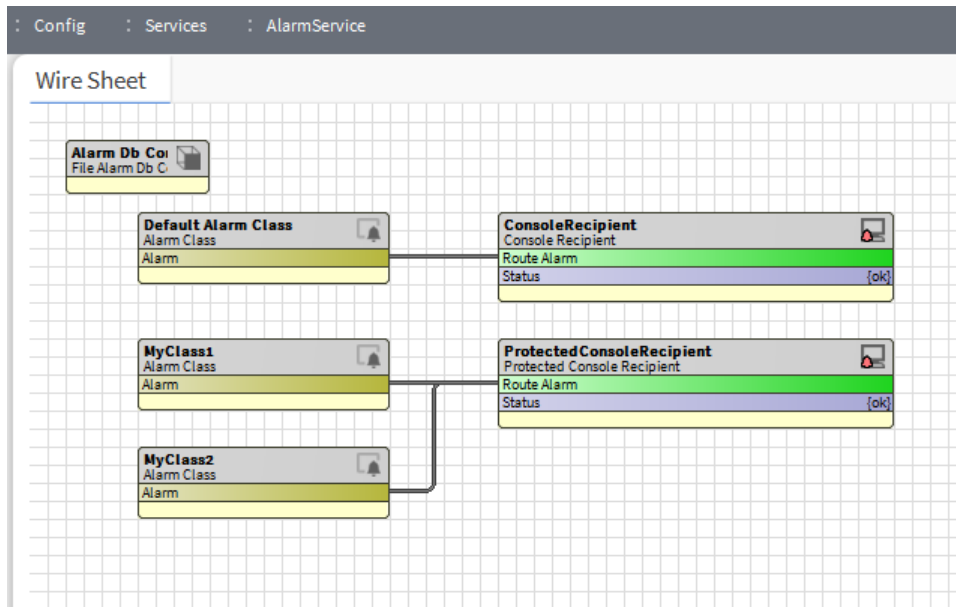 : Config : Services : AlarmService
Wire Sheet
Alarm Db Co
File Alarm Db C
Default Alarm Class
Alarm Class
Alarm
ConsoleRecipient
Console Recipient
Route Alarm
Status {ok}
MyClass1
Alarm Class
Alarm
ProtectedConsoleRecipient
Protected Console Recipient
Route Alarm
Status {ok}
MyClass2
Alarm Class
Alarm